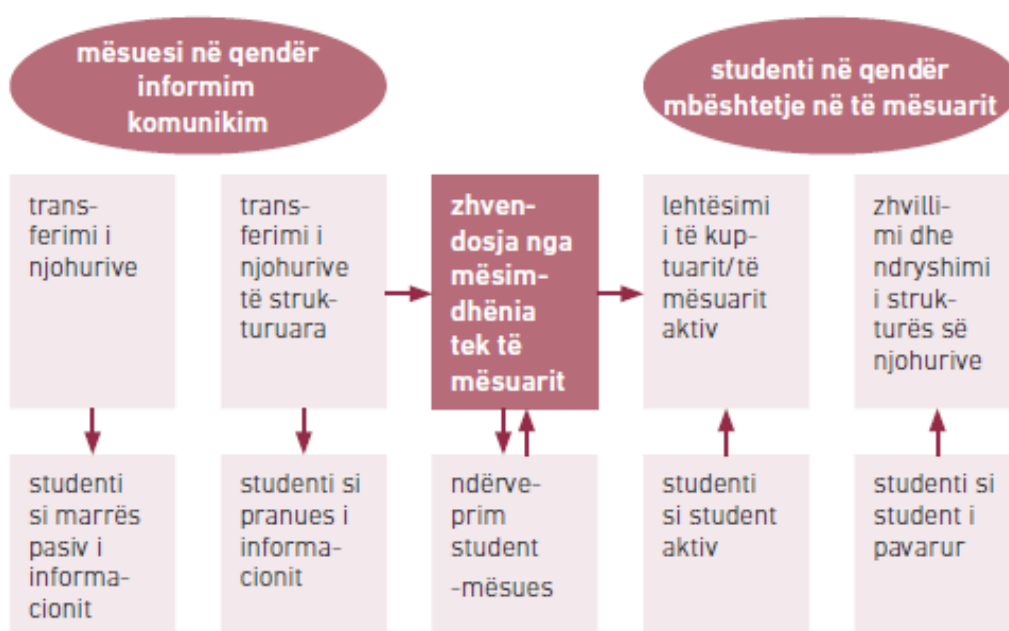 mësuesi në qendër
informim
komunikim
studenti në qendër
mbështetje në të mësuarit
trans-
ferimi i
njohurive
trans-
ferimi i
njohurive
të struk-
turuara
zhven-
dosja nga
mësim-
dhënia
tek të
mësuarit
lehtësimi
i të kup-
tuarit/të
mësuarit
aktiv
zhvilli-
mi dhe
ndryshimi
i struk-
turës së
njohurive
studenti
si marrës
pasiv i
informa-
cionit
studenti si
pranues i
informa-
cionit
ndërve-
prim
student
-mësues
studenti
si student
aktiv
studenti si
student i
pavarur